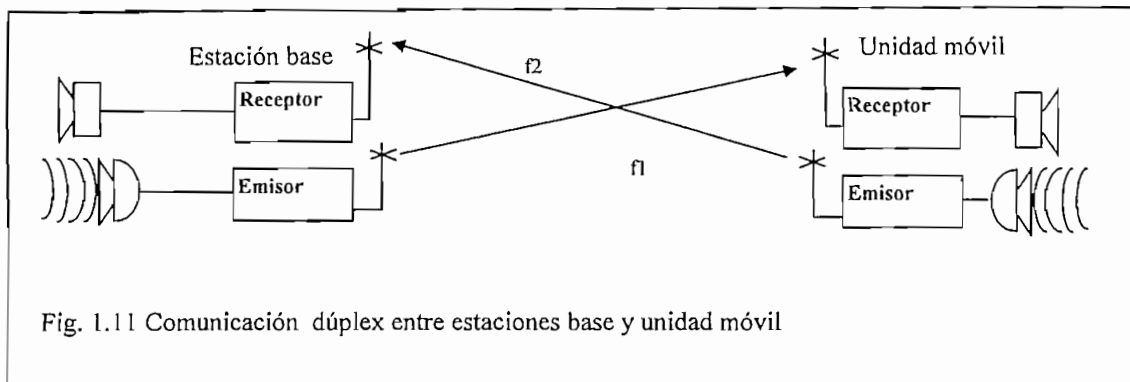 Estación base
Unidad móvil
f2
Receptor
Receptor
f1
Emisor
Emisor
Fig. 1.11 Comunicación dúplex entre estaciones base y unidad móvil